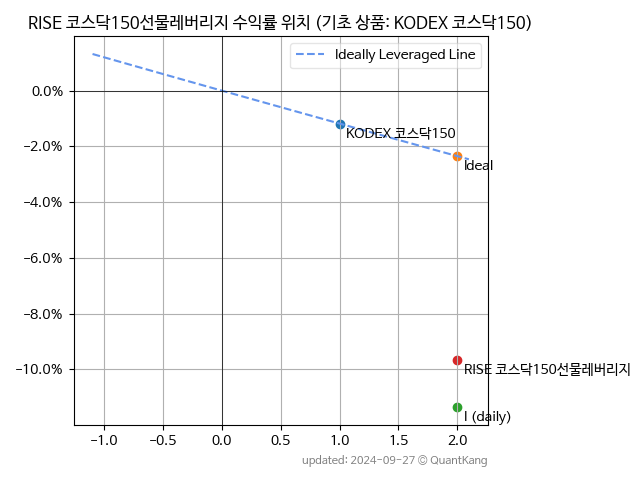 RISE 코스닥150선물레버리지 수익률 위치 (기초 상품: KODEX 코스닥150)
Ideally Leveraged Line
0.0%
KODEX 코스닥150
−2.0%
Ideal
−4.0%
−6.0%
−8.0%
−10.0%
RISE 코스닥150선물레버리지
I (daily)
−1.0 −0.5 0.0 0.5 1.0 1.5 2.0
updated: 2024-09-27 © QuantKang